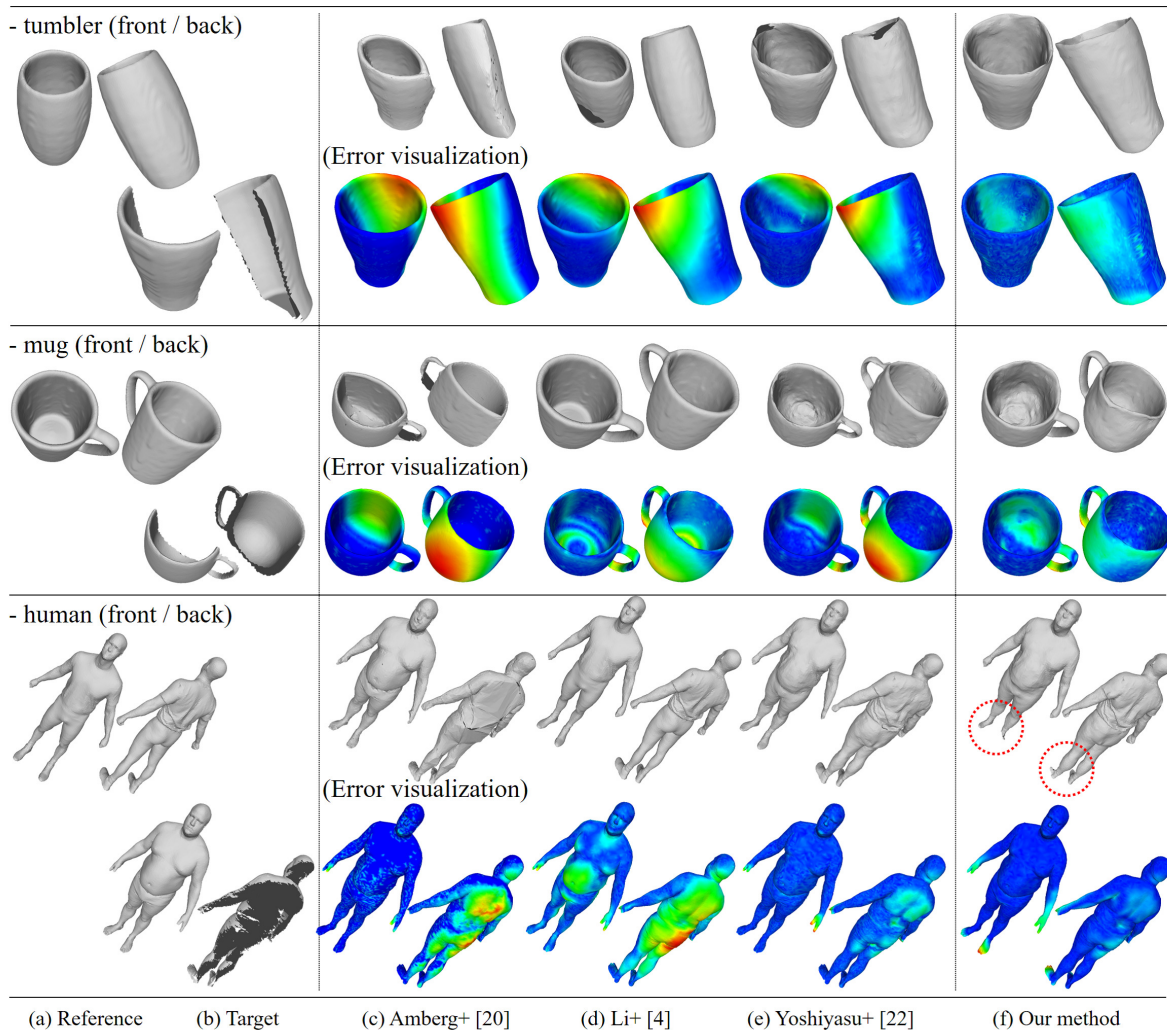 - tumbler (front / back)
(Error visualization)
- mug (front / back)
(Error visualization)
- human (front / back)
(Error visualization)
(a) Reference
(b) Target
(c) Amberg+ [20]
(d) Li+ [4]
(e) Yoshiyasu+ [22]
(f) Our method